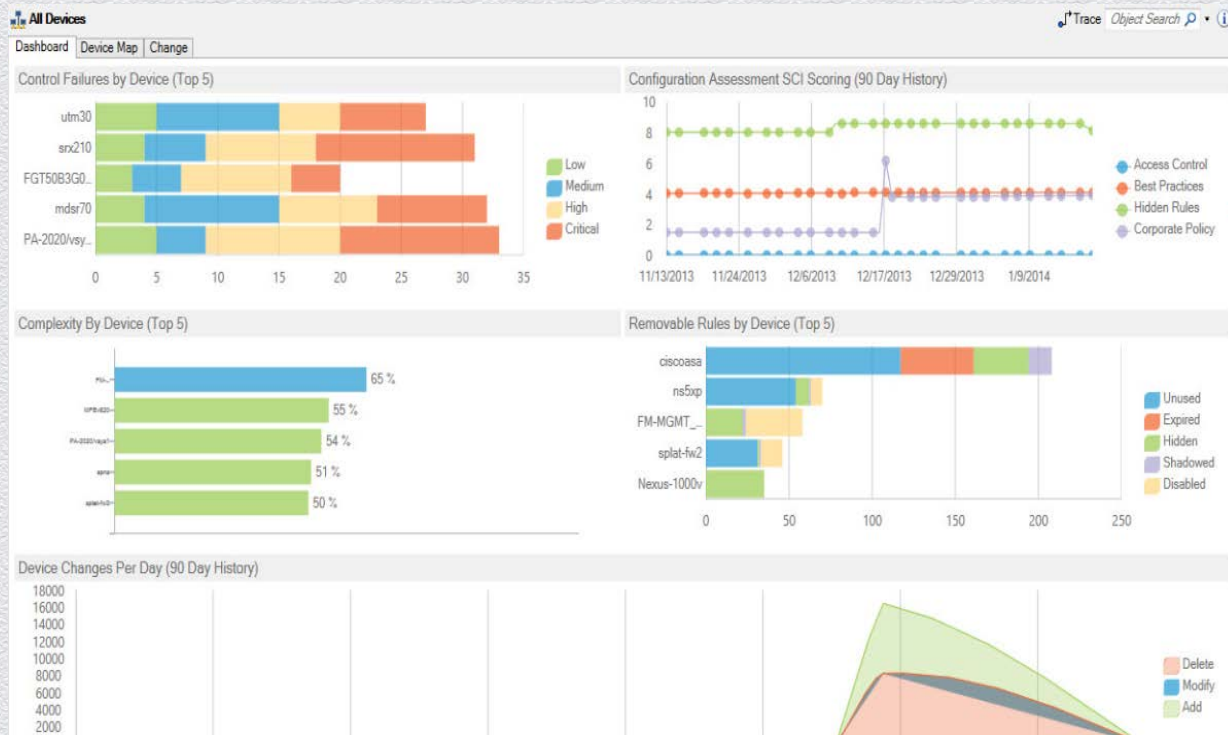 All Devices
Trace Object Search
Dashboard Device Map Change
Control Failures by Device (Top 5)
utm30
srx210
FGT50B3G0...
mdsr70
PA-2020/vsy...
0 5 10 15 20 25 30 35
Low
Medium
High
Critical
Configuration Assessment SCI Scoring (90 Day History)
10
8
6
4
2
0
11/13/2013 11/24/2013 12/6/2013 12/17/2013 12/29/2013 1/9/2014
Access Control
Best Practices
Hidden Rules
Corporate Policy
Complexity By Device (Top 5)
65 %
55 %
PA-2020/vsys1
54 %
51 %
splat-fw2
50 %
Removable Rules by Device (Top 5)
ciscoasa
ns5xp
FM-MGMT_...
splat-fw2
Nexus-1000v
0 50 100 150 200 250
Unused
Expired
Hidden
Shadowed
Disabled
Device Changes Per Day (90 Day History)
18000
16000
14000
12000
10000
8000
6000
4000
2000
Delete
Modify
Add